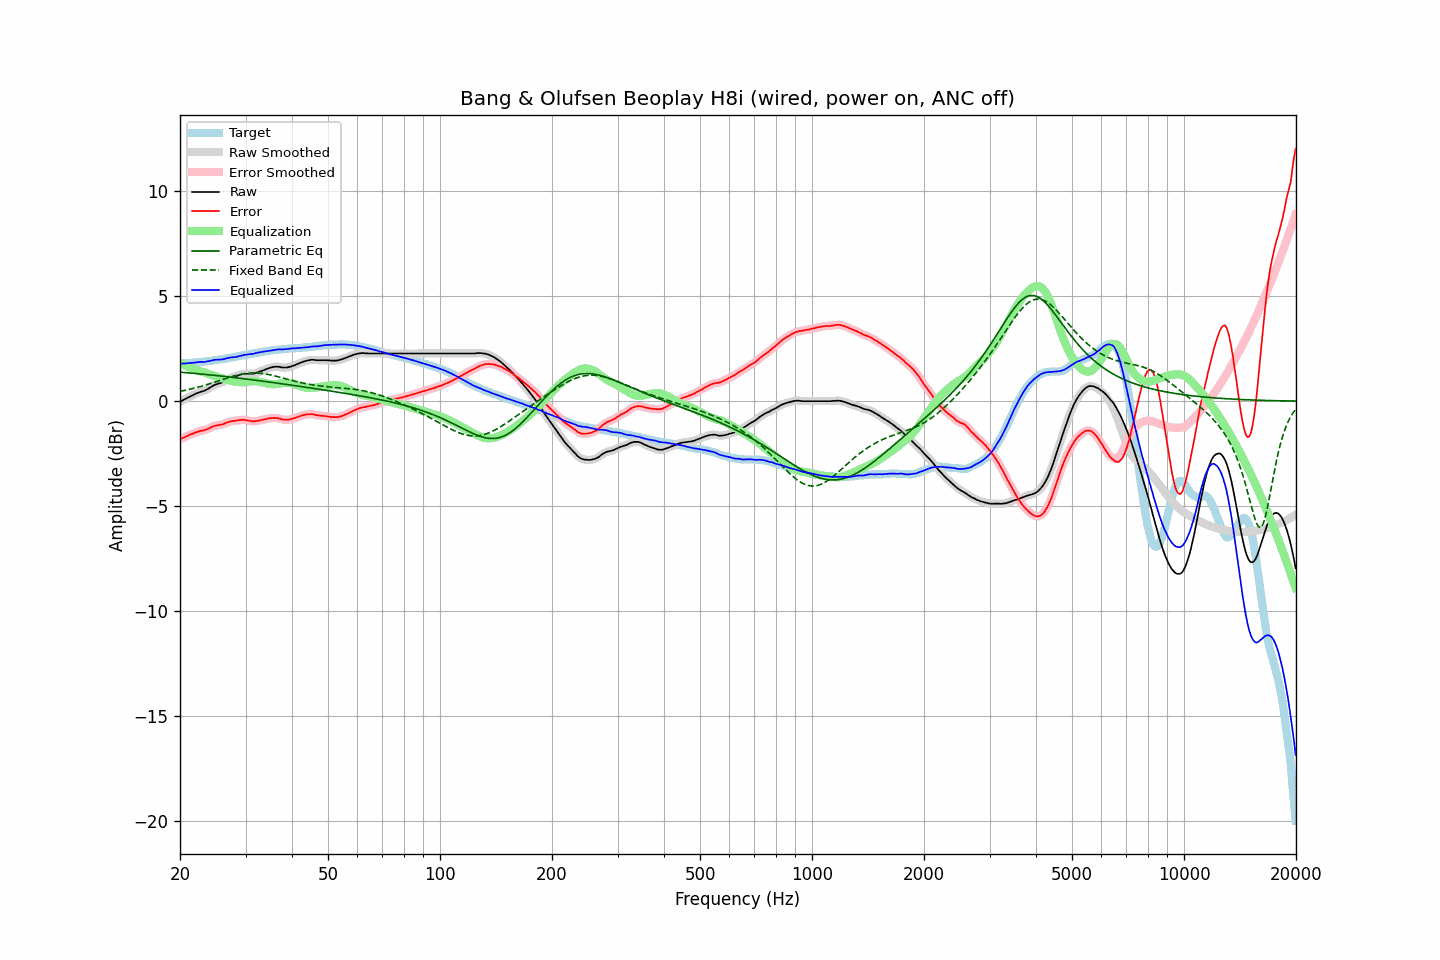 Bang & Olufsen Beoplay H8i (wired, power on, ANC off)
Target
Raw Smoothed
Error Smoothed
Raw
Error
Equalization
Parametric Eq
Fixed Band Eq
Equalized
10
5
0
−5
−10
−15
−20
Amplitude (dBr)
20 50 100 200 500 1000 2000 5000 10000 20000
Frequency (Hz)